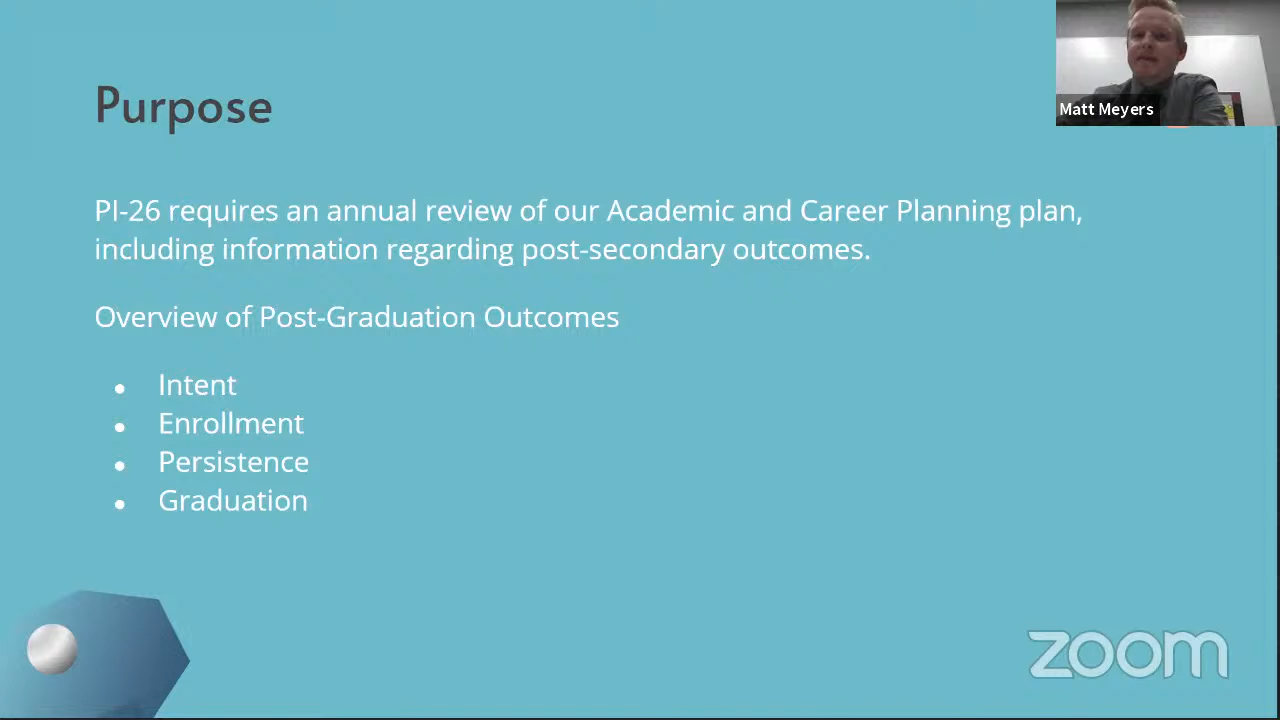 Purpose
Matt Meyers
PI-26 requires an annual review of our Academic and Career Planning plan,
including information regarding post-secondary outcomes.
Overview of Post-Graduation Outcomes
• Intent
• Enrollment
• Persistence
• Graduation
zoom